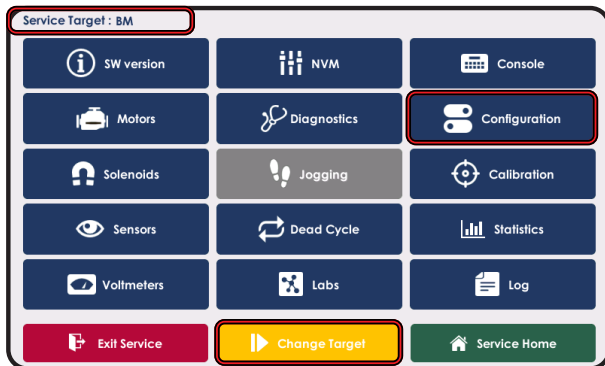 Service Target : BM
SW version
NVM
Console
Motors
Diagnostics
Configuration
Solenoids
Jogging
Calibration
Sensors
Dead Cycle
Statistics
Voltmeters
Labs
Log
Exit Service
Change Target
Service Home